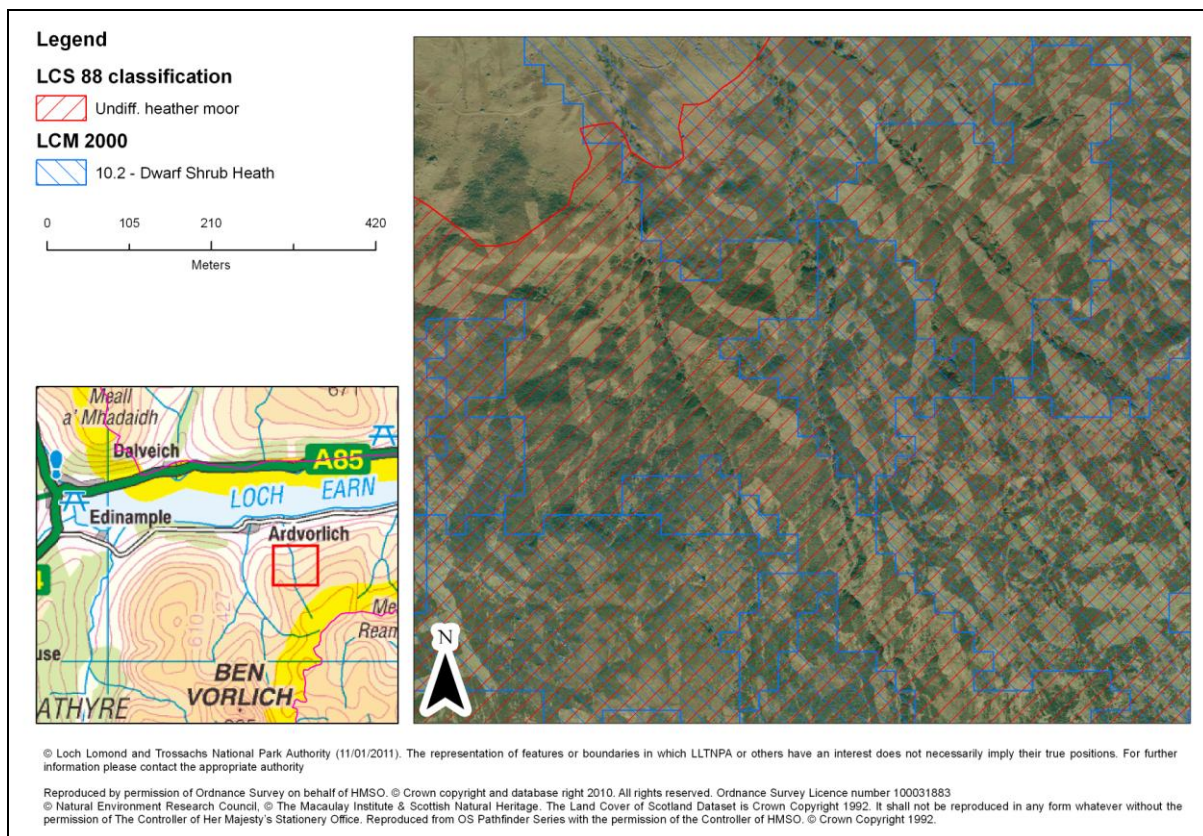 Legend
LCS 88 classification
Undiff. heather moor
LCM 2000
10.2 - Dwarf Shrub Heath
0 105 210 420
Meters
Meall
a' Mhadaidh
671
Dalveich
A85
LOCH EARN
Edinample
Ardvorlich
4
610
427
Me
Ream
use
BEN
VORLICH
ATHYRE
N
© Loch Lomond and Trossachs National Park Authority (11/01/2011). The representation of features or boundaries in which LLTNPA or others have an interest does not necessarily imply their true positions. For further
information please contact the appropriate authority
Reproduced by permission of Ordnance Survey on behalf of HMSO. © Crown copyright and database right 2010. All rights reserved. Ordnance Survey Licence number 100031883
© Natural Environment Research Council, © The Macaulay Institute & Scottish Natural Heritage. The Land Cover of Scotland Dataset is Crown Copyright 1992. It shall not be reproduced in any form whatever without the
permission of The Controller of Her Majesty's Stationery Office. Reproduced from OS Pathfinder Series with the permission of the Controller of HMSO. © Crown Copyright 1992.